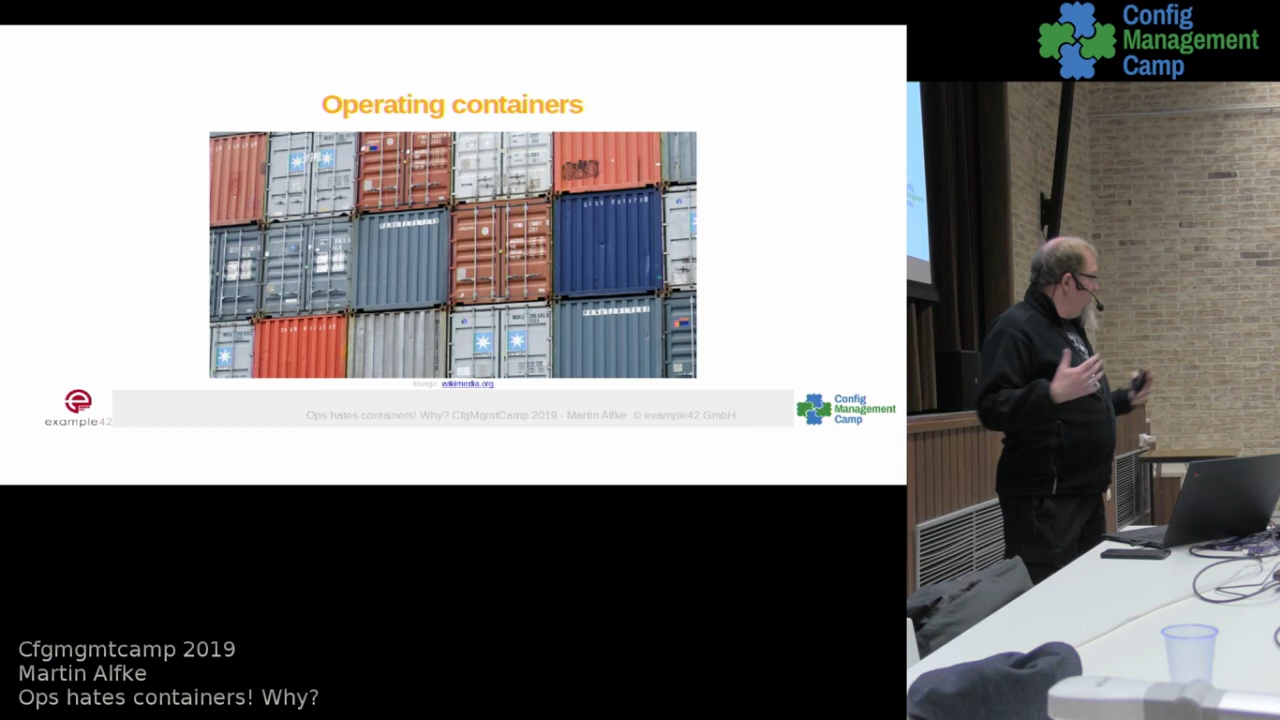 Config
Management
Camp
Operating containers
Image: wikimedia.org
example42
Ops hates containers! Why? CfgMgmtCamp 2019 - Martin Alfke © example42 GmbH
Config
Management
Camp
Cfgmgmtcamp 2019
Martin Alfke
Ops hates containers! Why?